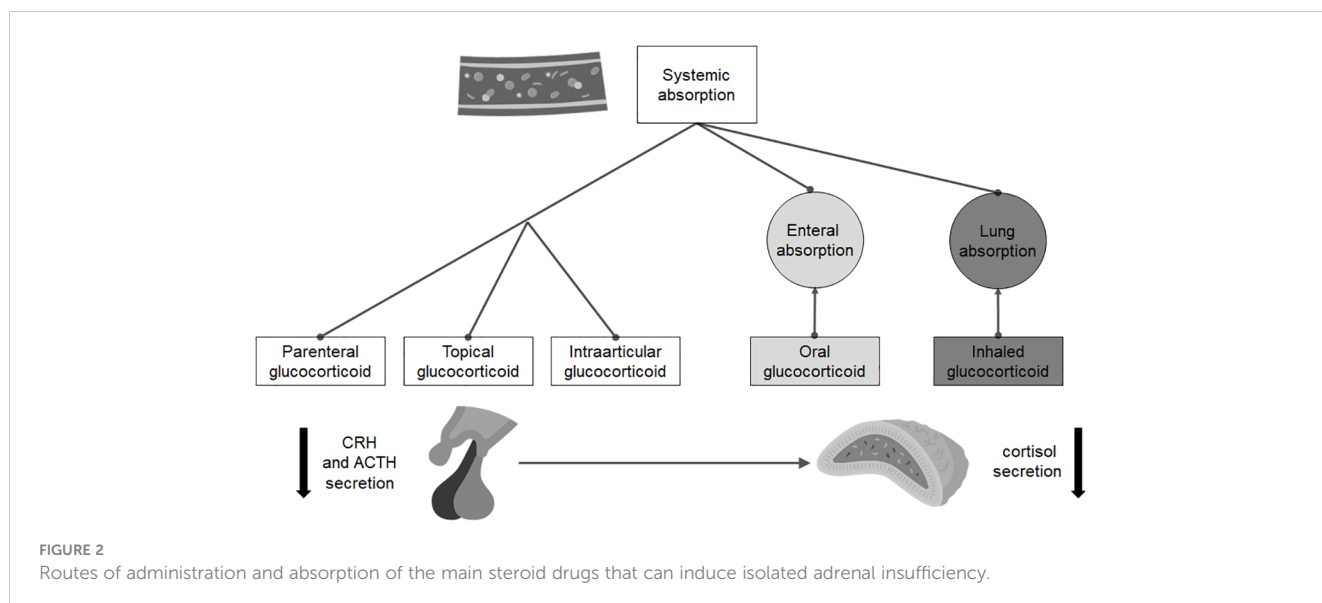 Systemic
absorption
Enteral
absorption
Lung
absorption
Parenteral
glucocorticoid
Topical
glucocorticoid
Intraarticular
glucocorticoid
Oral
glucocorticoid
Inhaled
glucocorticoid
CRH
and ACTH
secretion
cortisol
secretion
FIGURE 2
Routes of administration and absorption of the main steroid drugs that can induce isolated adrenal insufficiency.